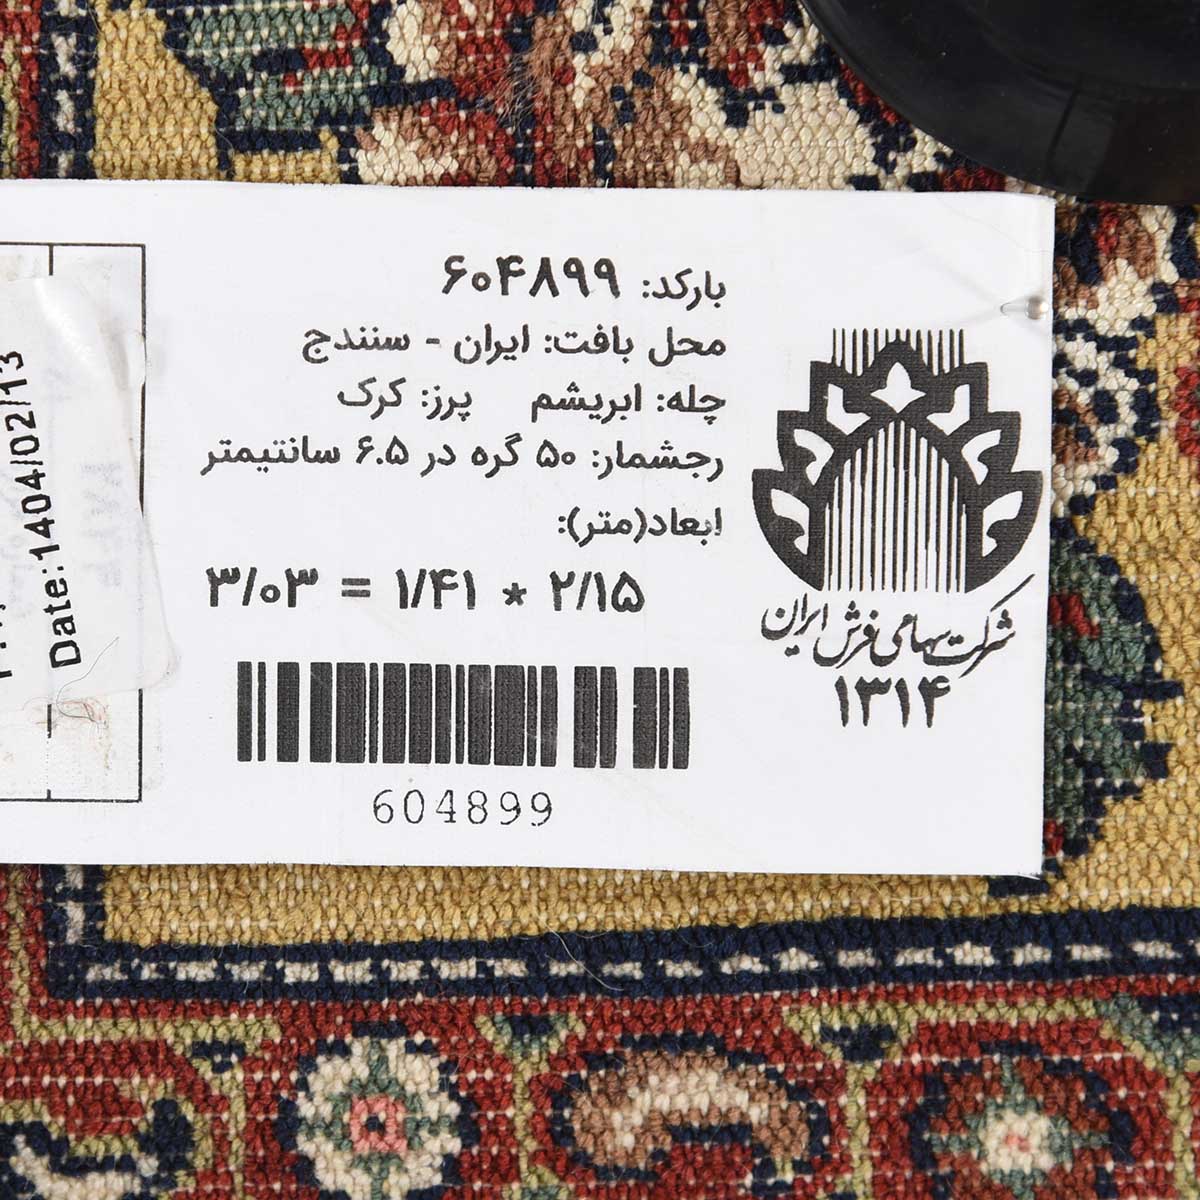 بارکد: ۶۰۴۸۹۹
محل بافت: ایران - سنندج
چله: ابریشم پرز: کرک
رجشمار: ۵۰ گره در ۶.۵ سانتیمتر
ابعاد(متر):
۲/۱۵ * ۱/۴۱ = ۳/۰۳
604899
شرکت سهامی فرش ایران
۱۳۱۴
Date:1404/02/13